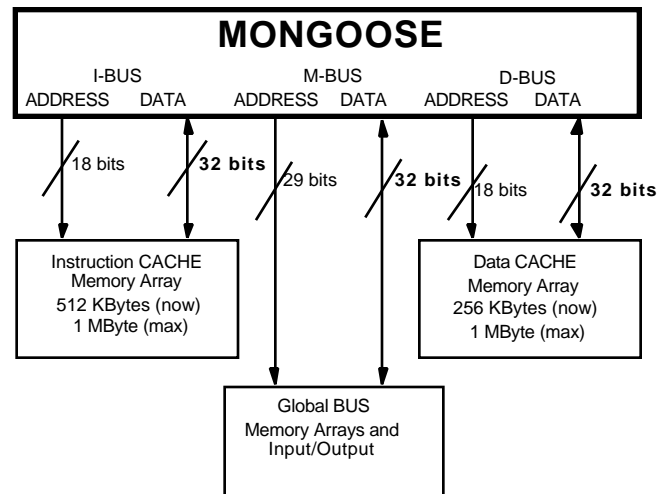 MONGOOSE
I-BUS M-BUS D-BUS
ADDRESS DATA ADDRESS DATA ADDRESS DATA
18 bits 32 bits 29 bits 32 bits 18 bits 32 bits
Instruction CACHE
Memory Array
512 KBytes (now)
1 MByte (max)
Data CACHE
Memory Array
256 KBytes (now)
1 MByte (max)
Global BUS
Memory Arrays and
Input/Output